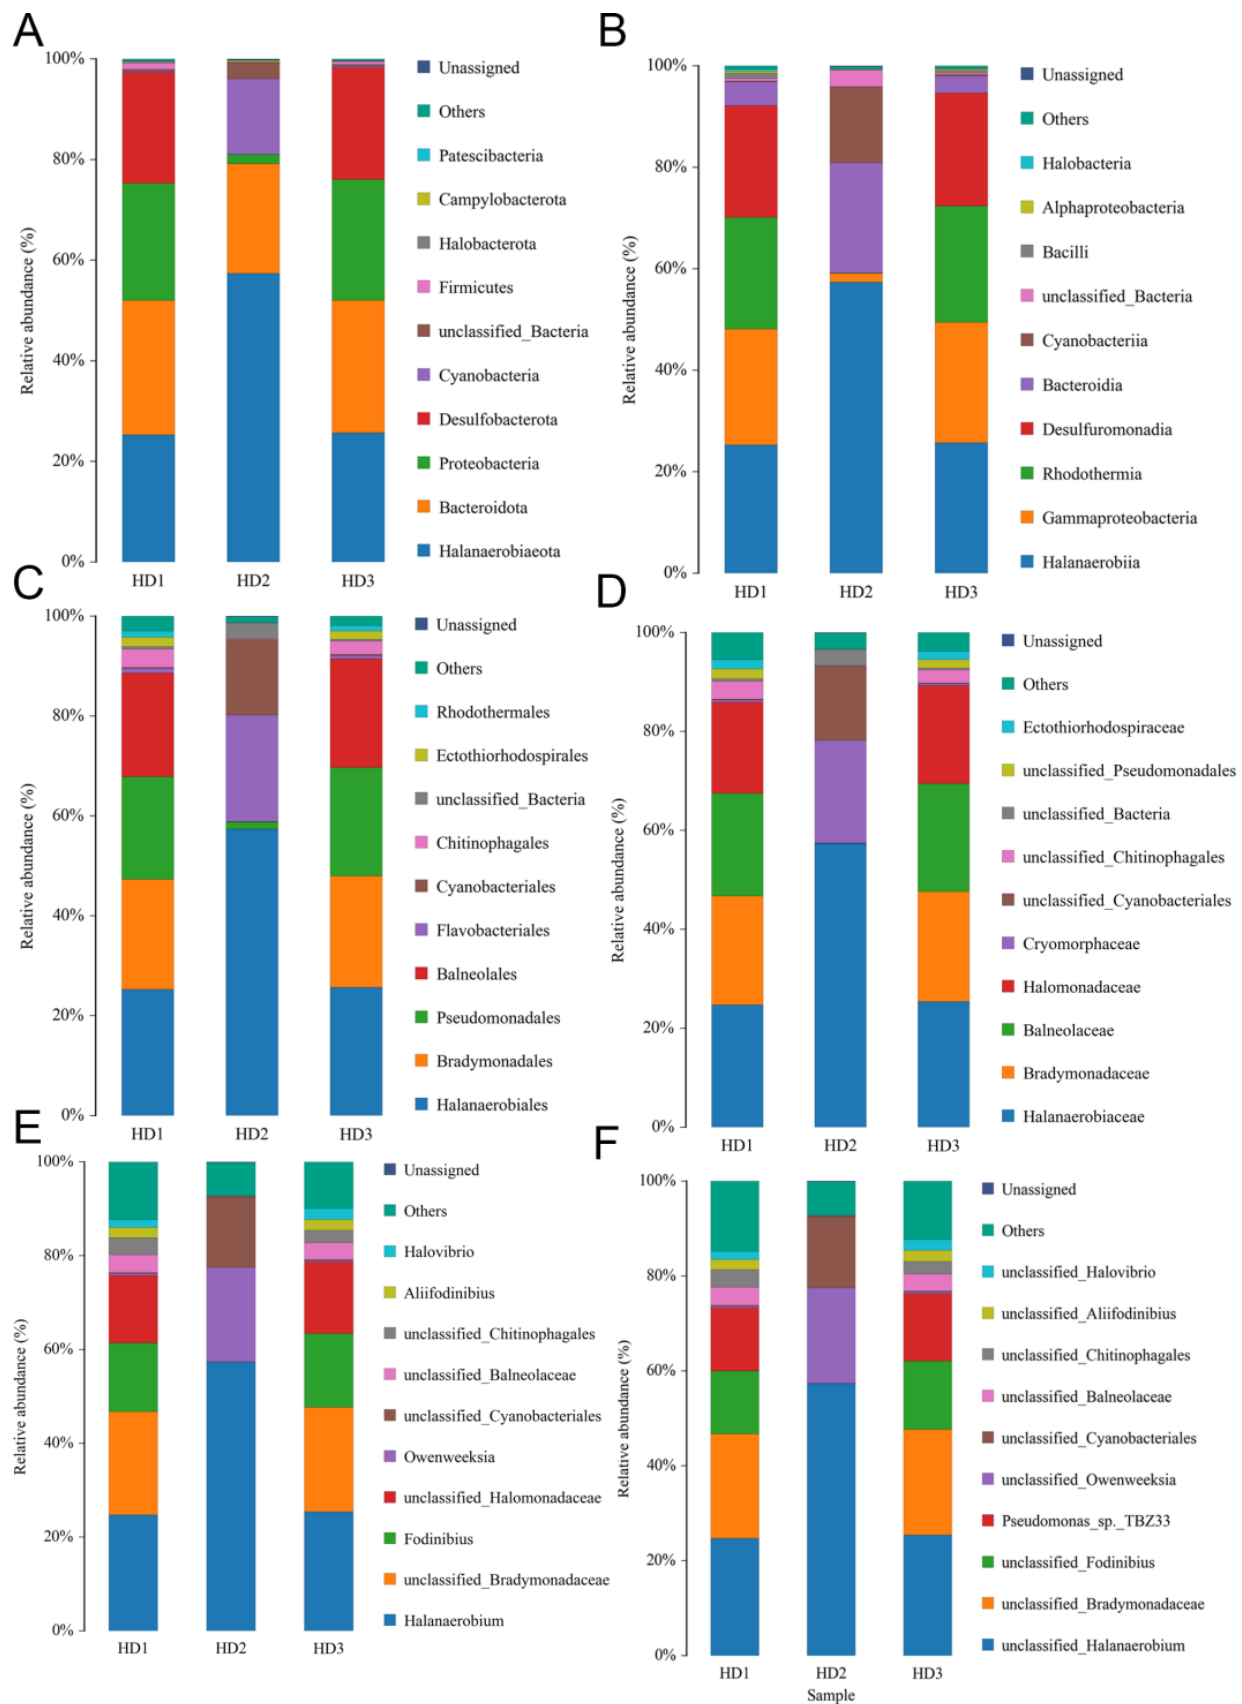 A
Relative abundance (%)
100%
80%
60%
40%
20%
0%
HD1
HD2
HD3
Unassigned
Others
Patescibacteria
Campylobacterota
Halobacterota
Firmicutes
unclassified_Bacteria
Cyanobacteria
Desulfobacterota
Proteobacteria
Bacteroidota
Halanaerobiaeota
B
Relative abundance (%)
100%
80%
60%
40%
20%
0%
HD1
HD2
HD3
Unassigned
Others
Halobacteria
Alphaproteobacteria
Bacilli
unclassified_Bacteria
Cyanobacteriia
Bacteroidia
Desulfuromonadia
Rhodothermia
Gammaproteobacteria
Halanaerobiia
C
Relative abundance (%)
100%
80%
60%
40%
20%
0%
HD1
HD2
HD3
Unassigned
Others
Rhodothermales
Ectothiorhodospirales
unclassified_Bacteria
Chitinophagales
Cyanobacteriales
Flavobacteriales
Balneolales
Pseudomonadales
Bradymonadales
Halanaerobiales
D
Relative abundance (%)
100%
80%
60%
40%
20%
0%
HD1
HD2
HD3
Unassigned
Others
Ectothiorhodospiraceae
unclassified_Pseudomonadales
unclassified_Bacteria
unclassified_Chitinophagales
unclassified_Cyanobacteriales
Cryomorphaceae
Halomonadaceae
Balneolaceae
Bradymonadaceae
Halanaerobiaceae
E
Relative abundance (%)
100%
80%
60%
40%
20%
0%
HD1
HD2
HD3
Unassigned
Others
Halovibrio
Aliifodinibius
unclassified_Chitinophagales
unclassified_Balneolaceae
unclassified_Cyanobacteriales
Owenweeksia
unclassified_Halomonadaceae
Fodinibius
unclassified_Bradymonadaceae
Halanaerobium
F
Relative abundance (%)
100%
80%
60%
40%
20%
0%
HD1
HD2
HD3
Sample
Unassigned
Others
unclassified_Halovibrio
unclassified_Aliifodinibius
unclassified_Chitinophagales
unclassified_Balneolaceae
unclassified_Cyanobacteriales
unclassified_Owenweeksia
Pseudomonas_sp._TBZ33
unclassified_Fodinibius
unclassified_Bradymonadaceae
unclassified_Halanaerobium